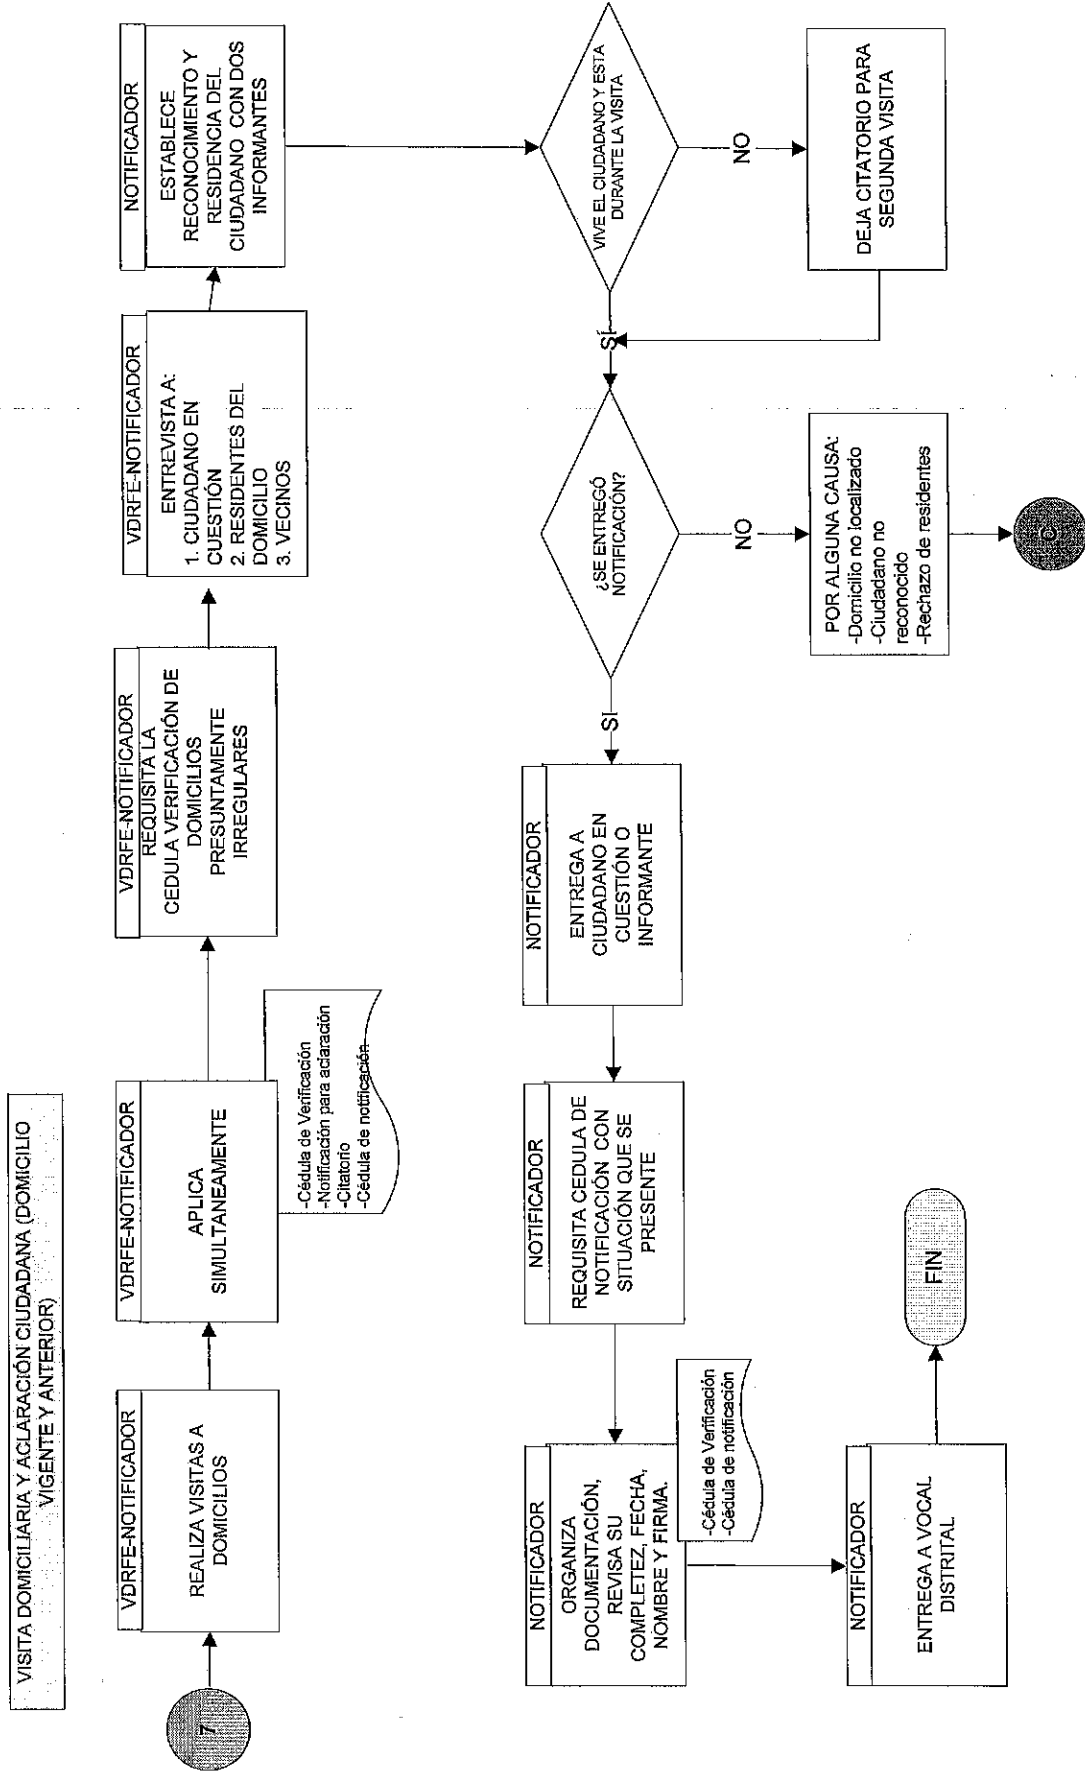 VISITA DOMICILIARIA Y ACLARACIÓN CIUDADANA (DOMICILIO
VIGENTE Y ANTERIOR)
7
VDRFE-NOTIFICADOR
REALIZA VISITAS A
DOMICILIOS
VDRFE-NOTIFICADOR
APLICA
SIMULTANEAMENTE
-Cédula de Verificación
-Notificación para aclaración
-Citatorio
-Cédula de notificación
VDRFE-NOTIFICADOR
REQUISITA LA
CEDULA VERIFICACIÓN DE
DOMICILIOS
PRESUNTAMENTE
IRREGULARES
VDRFE-NOTIFICADOR
ENTREVISTA A:
1. CIUDADANO EN
CUESTIÓN
2. RESIDENTES DEL
DOMICILIO
3. VECINOS
NOTIFICADOR
ESTABLECE
RECONOCIMIENTO Y
RESIDENCIA DEL
CIUDADANO CON DOS
INFORMANTES
VIVE EL CIUDADANO Y ESTA
DURANTE LA VISITA
NO
DEJA CITATORIO PARA
SEGUNDA VISITA
SÍ
¿SE ENTREGÓ
NOTIFICACIÓN?
NO
POR ALGUNA CAUSA:
-Domicilio no localizado
-Ciudadano no
reconocido
-Rechazo de residentes
C
SI
NOTIFICADOR
ENTREGA A
CIUDADANO EN
CUESTIÓN O
INFORMANTE
NOTIFICADOR
REQUISITA CEDULA DE
NOTIFICACIÓN CON
SITUACIÓN QUE SE
PRESENTE
NOTIFICADOR
ORGANIZA
DOCUMENTACIÓN,
REVISA SU
COMPLETEZ, FECHA,
NOMBRE Y FIRMA.
-Cédula de Verificación
-Cédula de notificación
NOTIFICADOR
ENTREGA A VOCAL
DISTRITAL
FIN